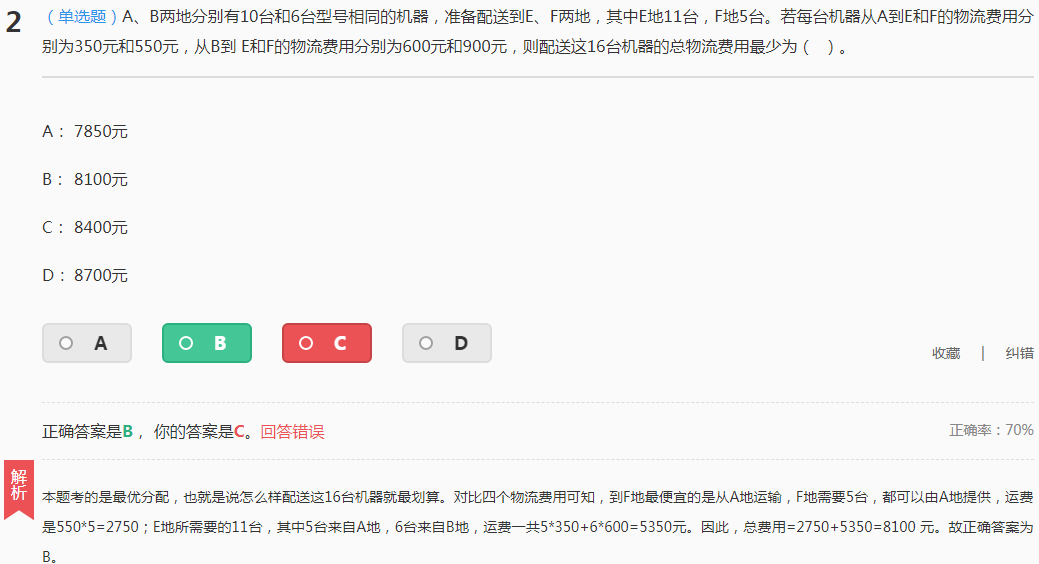 2 （单选题）A、B两地分别有10台和6台型号相同的机器，准备配送到E、F两地，其中E地11台，F地5台。若每台机器从A到E和F的物流费用分
别为350元和550元，从B到 E和F的物流费用分别为600元和900元，则配送这16台机器的总物流费用最少为（　）。
A： 7850元
B： 8100元
C： 8400元
D： 8700元
A B C D
收藏 | 纠错
正确答案是B， 你的答案是C。回答错误 正确率：70%
解析
本题考的是最优分配，也就是说怎么样配送这16台机器就最划算。对比四个物流费用可知，到F地最便宜的是从A地运输，F地需要5台，都可以由A地提供，运费
是550*5=2750；E地所需要的11台，其中5台来自A地，6台来自B地，运费一共5*350+6*600=5350元。因此，总费用=2750+5350=8100 元。故正确答案为
B。